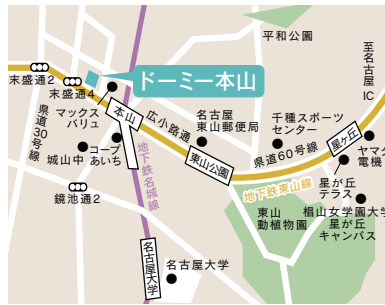 平和公園
至名古屋
IC
末盛通2
ドーミー本山
末盛通4
マックス
バリュ
本山
広小路通
名古屋
東山郵便局
千種スポーツ
センター
星ヶ丘
ヤマダ
電機
県道30号線
城山中
コープ
あいち
東山公園
県道60号線
地下鉄名城線
地下鉄東山線
星が丘
テラス
鏡池通2
東山
動植物園
椙山女学園大学
星が丘
キャンパス
名古屋大学
名古屋大学